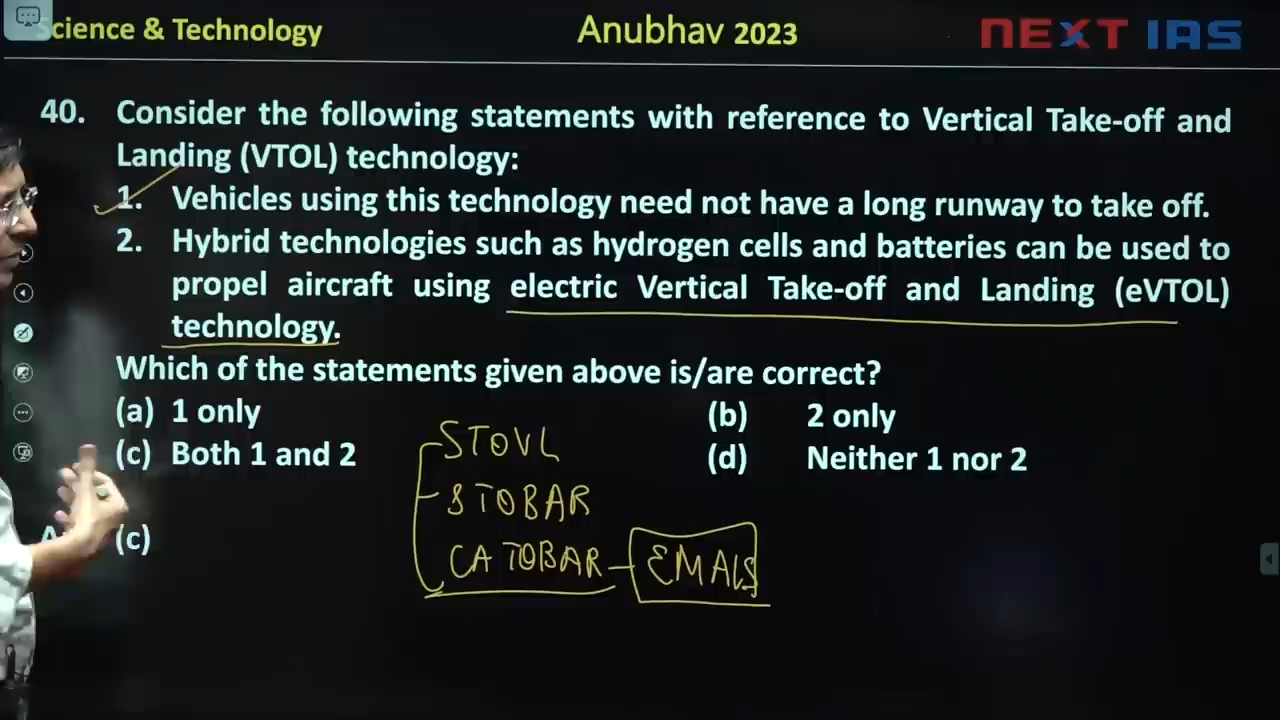 Science & Technology
Anubhav 2023
NEXT IAS
40. Consider the following statements with reference to Vertical Take-off and
Landing (VTOL) technology:
1. Vehicles using this technology need not have a long runway to take off.
2. Hybrid technologies such as hydrogen cells and batteries can be used to
propel aircraft using electric Vertical Take-off and Landing (eVTOL)
technology.
Which of the statements given above is/are correct?
(a) 1 only
(b) 2 only
(c) Both 1 and 2
(d) Neither 1 nor 2
STOVL
STOBAR
CATOBAR - EMALS
(c)